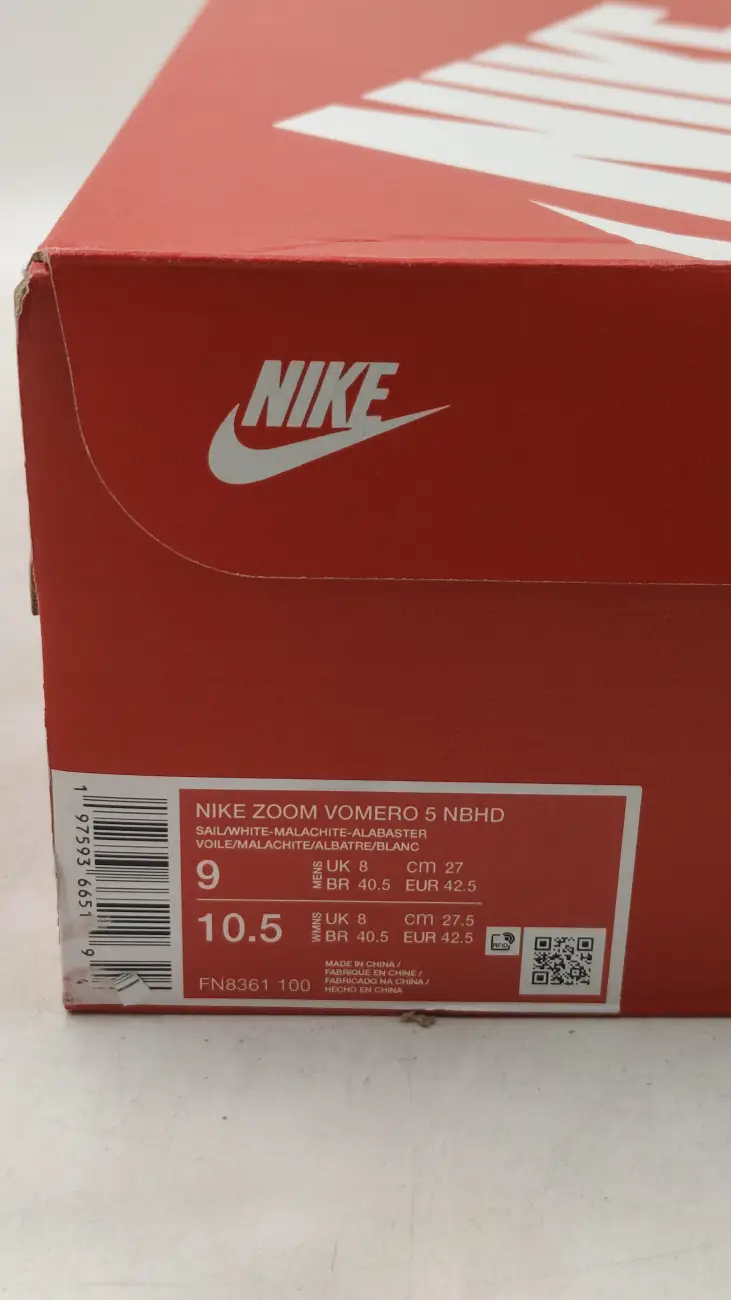 NIKE
NIKE
NIKE ZOOM VOMERO 5 NBHD
SAIL/WHITE-MALACHITE-ALABASTER
VOILE/MALACHITE/ALBATRE/BLANC
9 MENS UK 8 cm 27
BR 40.5 EUR 42.5
10.5 WMNS UK 8 cm 27.5
BR 40.5 EUR 42.5
RFID
FN8361 100
MADE IN CHINA /
FABRIQUE EN CHINE /
FABRICADO NA CHINA /
HECHO EN CHINA
1 97593 6651 9